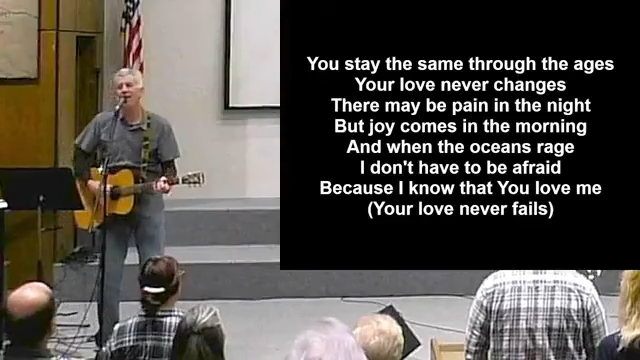 You stay the same through the ages
Your love never changes
There may be pain in the night
But joy comes in the morning
And when the oceans rage
I don't have to be afraid
Because I know that You love me
(Your love never fails)